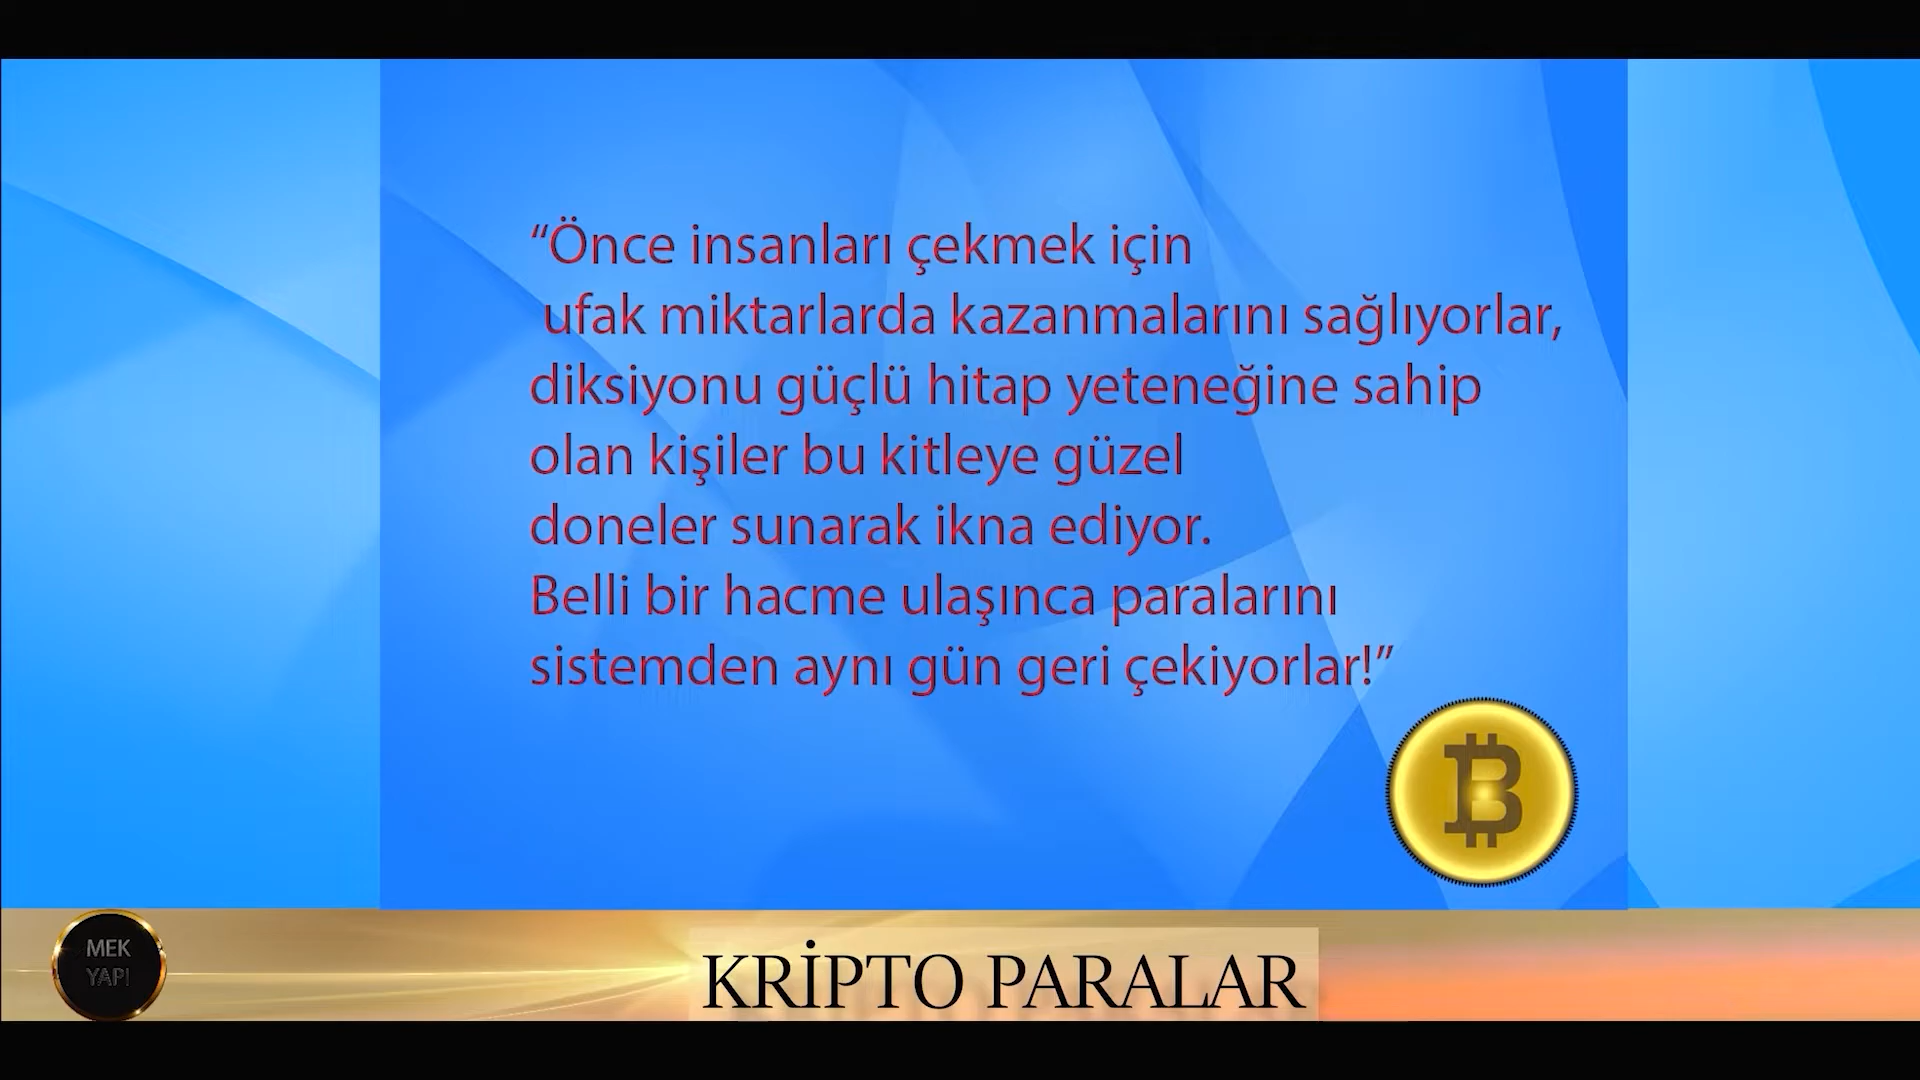 “Önce insanları çekmek için
ufak miktarlarda kazanmalarını sağlıyorlar,
diksiyonu güçlü hitap yeteneğine sahip
olan kişiler bu kitleye güzel
doneler sunarak ikna ediyor.
Belli bir hacme ulaşınca paralarını
sistemden aynı gün geri çekiyorlar!”
MEK
YAPI
KRİPTO PARALAR